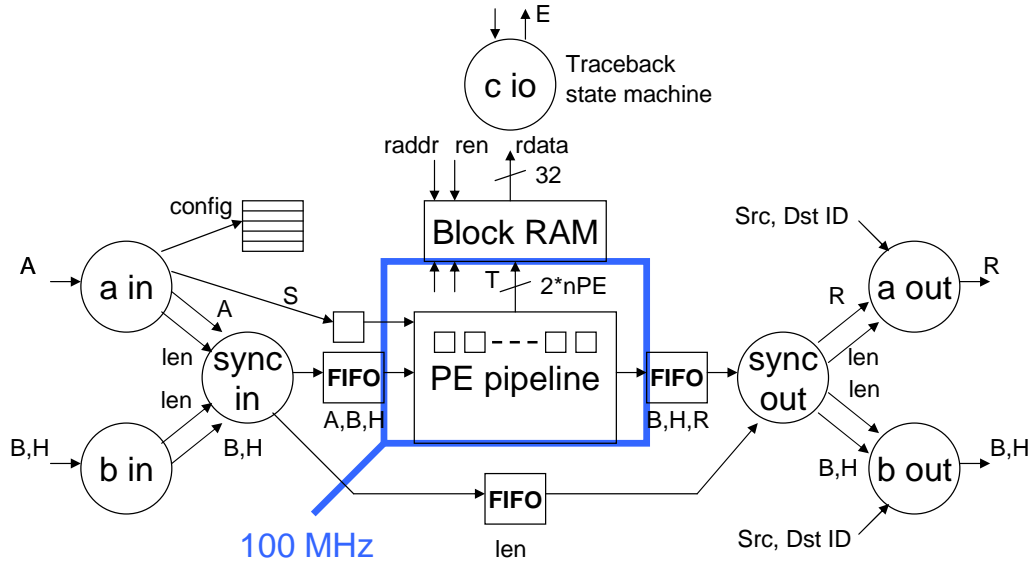 E
c io
Traceback
state machine
raddr
ren
rdata
32
config
Block RAM
Src, Dst ID
A
a in
S
A
len
T
2*nPE
R
a out
R
sync
in
len
FIFO
A,B,H
PE pipeline
FIFO
B,H,R
sync
out
len
len
B,H
b in
B,H
B,H
b out
B,H
FIFO
len
Src, Dst ID
100 MHz